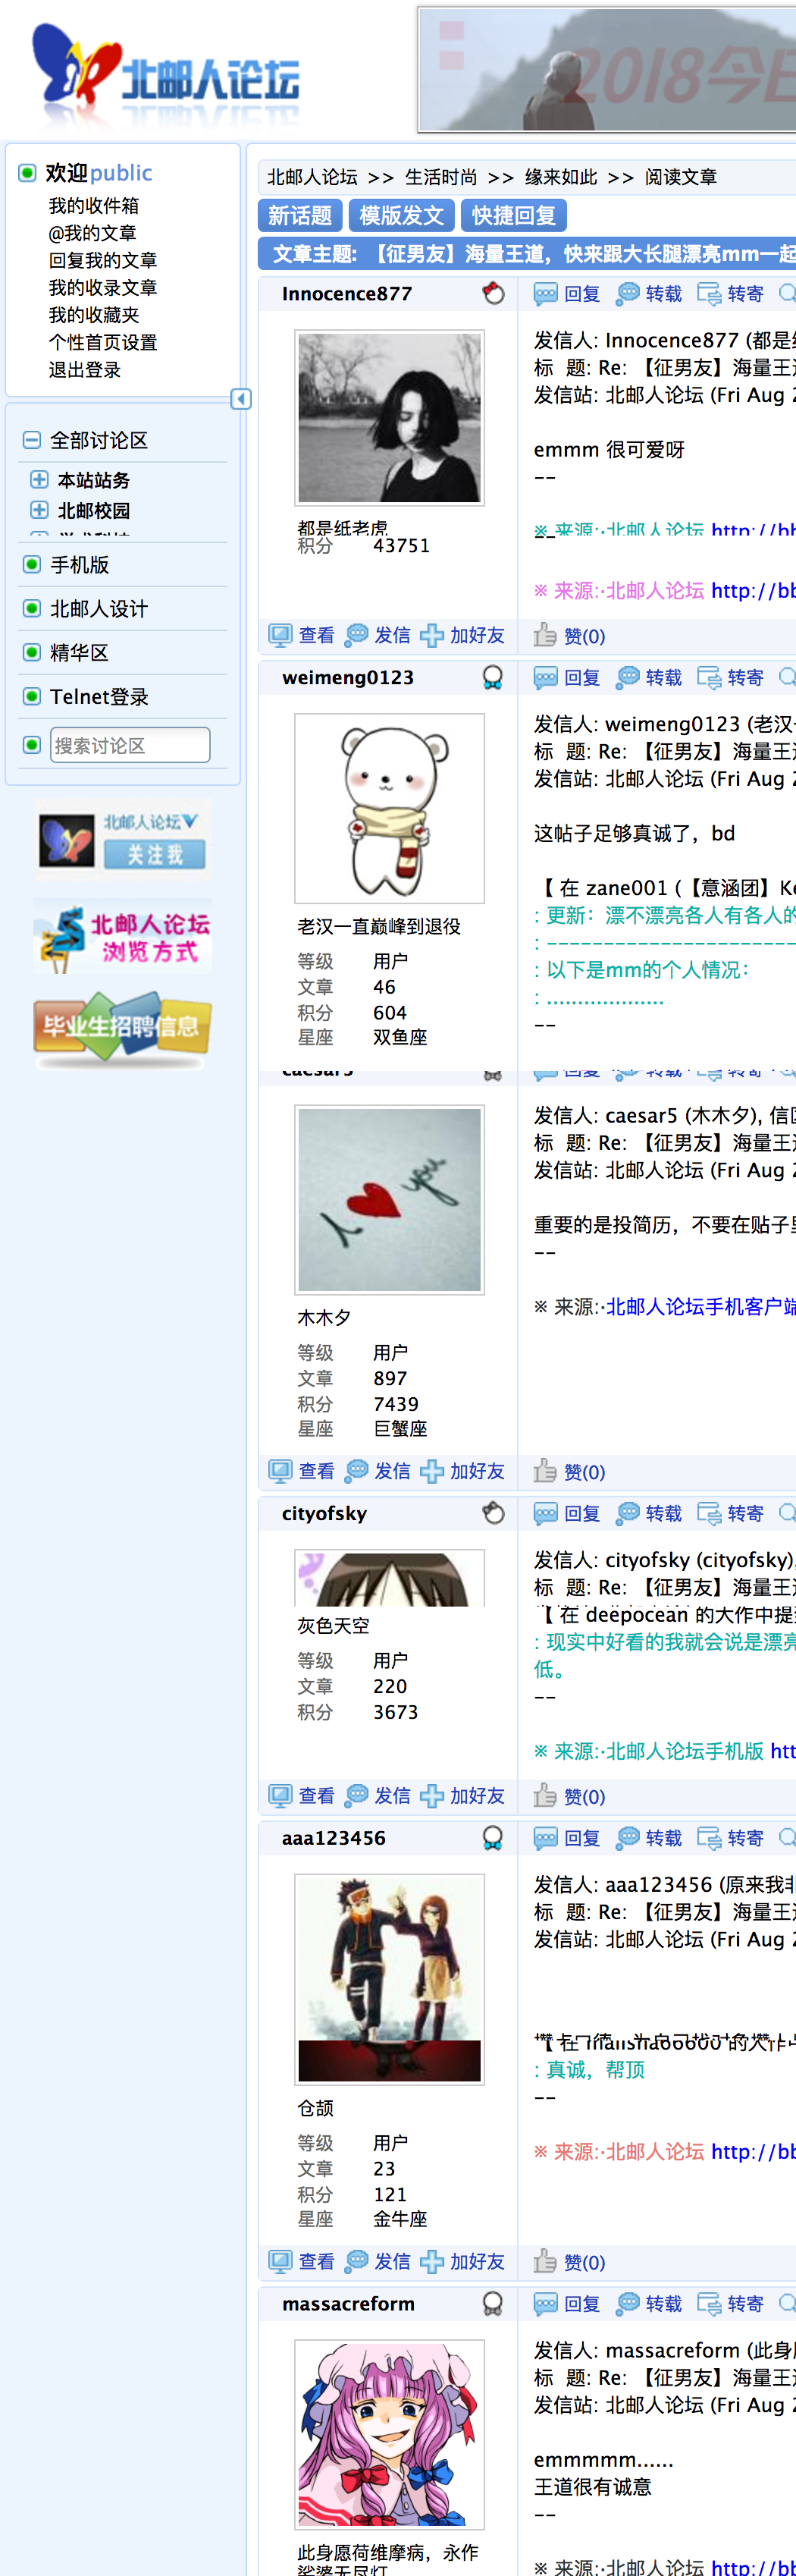 北邮人论坛
2018今日
欢迎public
我的收件箱
@我的文章
回复我的文章
我的收录文章
我的收藏夹
个性首页设置
退出登录
全部讨论区
本站站务
北邮校园
手机版
北邮人设计
精华区
Telnet登录
搜索讨论区
北邮人论坛
关注我
北邮人论坛
浏览方式
毕业生招聘信息
北邮人论坛 >> 生活时尚 >> 缘来如此 >> 阅读文章
新话题 模版发文 快捷回复
文章主题: 【征男友】海量王道，快来跟大长腿漂亮mm一起
Innocence877
回复 转载 转寄
都是纸老虎
积分 43751
发信人: Innocence877 (都是
标 题: Re: 【征男友】海量王
发信站: 北邮人论坛 (Fri Aug
emmm 很可爱呀
--
※ 来源:·北邮人论坛 http://bb
※ 来源:·北邮人论坛 http://bb
查看 发信 加好友 赞(0)
weimeng0123
回复 转载 转寄
老汉一直巅峰到退役
等级 用户
文章 46
积分 604
星座 双鱼座
发信人: weimeng0123 (老汉
标 题: Re: 【征男友】海量王
发信站: 北邮人论坛 (Fri Aug
这帖子足够真诚了，bd
【 在 zane001 (【意涵团】Ke
: 更新：漂不漂亮各人有各人的
: ----------------------
: 以下是mm的个人情况：
: ...................
--
caesar5
回复 转载 转寄
木木夕
等级 用户
文章 897
积分 7439
星座 巨蟹座
发信人: caesar5 (木木夕), 信
标 题: Re: 【征男友】海量王
发信站: 北邮人论坛 (Fri Aug
重要的是投简历，不要在贴子里
--
※ 来源:·北邮人论坛手机客户端
查看 发信 加好友 赞(0)
cityofsky
回复 转载 转寄
灰色天空
等级 用户
文章 220
积分 3673
发信人: cityofsky (cityofsky),
标 题: Re: 【征男友】海量王
【 在 deepocean 的大作中提
: 现实中好看的我就会说是漂亮
低。
--
※ 来源:·北邮人论坛手机版 htt
查看 发信 加好友 赞(0)
aaa123456
回复 转载 转寄
仓颉
等级 用户
文章 23
积分 121
星座 金牛座
发信人: aaa123456 (原来我非
标 题: Re: 【征男友】海量王
发信站: 北邮人论坛 (Fri Aug 2
: 真诚，帮顶
--
※ 来源:·北邮人论坛 http://bb
查看 发信 加好友 赞(0)
massacreform
回复 转载 转寄
此身愿荷维摩病，永作
发信人: massacreform (此身
标 题: Re: 【征男友】海量王
发信站: 北邮人论坛 (Fri Aug 2
emmmmm......
王道很有诚意
--
※ 来源:·北邮人论坛 http://bb